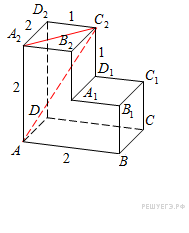 D₂
2 1 C₂
A₂ B₂
1
D₁ C₁
2
A₁ B₁
D C
A
2 B
РЕШУЕГЭ.РФ